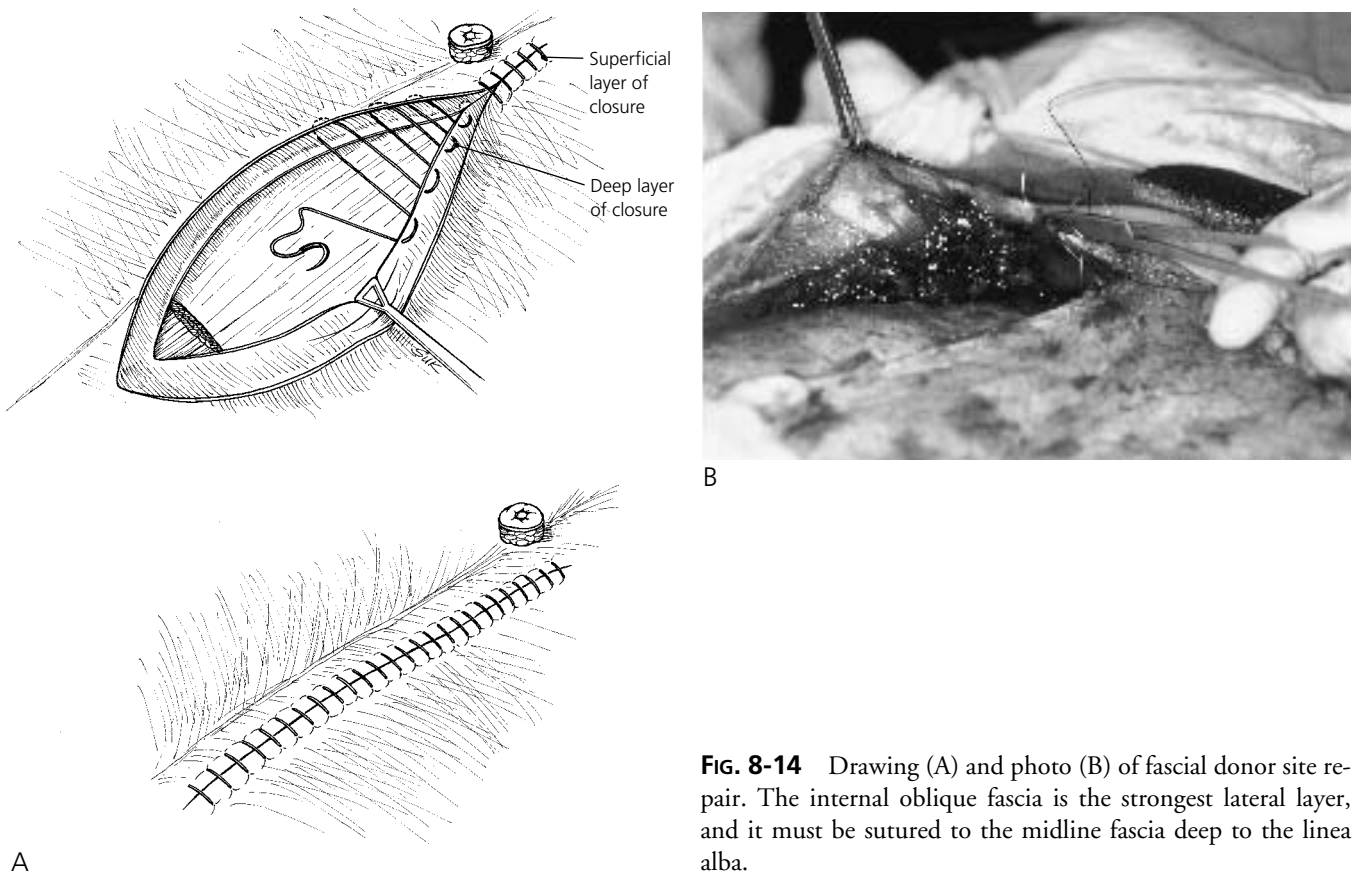 Superficial
layer of
closure
Deep layer
of closure
B
A
FIG. 8-14 Drawing (A) and photo (B) of fascial donor site re-
pair. The internal oblique fascia is the strongest lateral layer,
and it must be sutured to the midline fascia deep to the linea
alba.